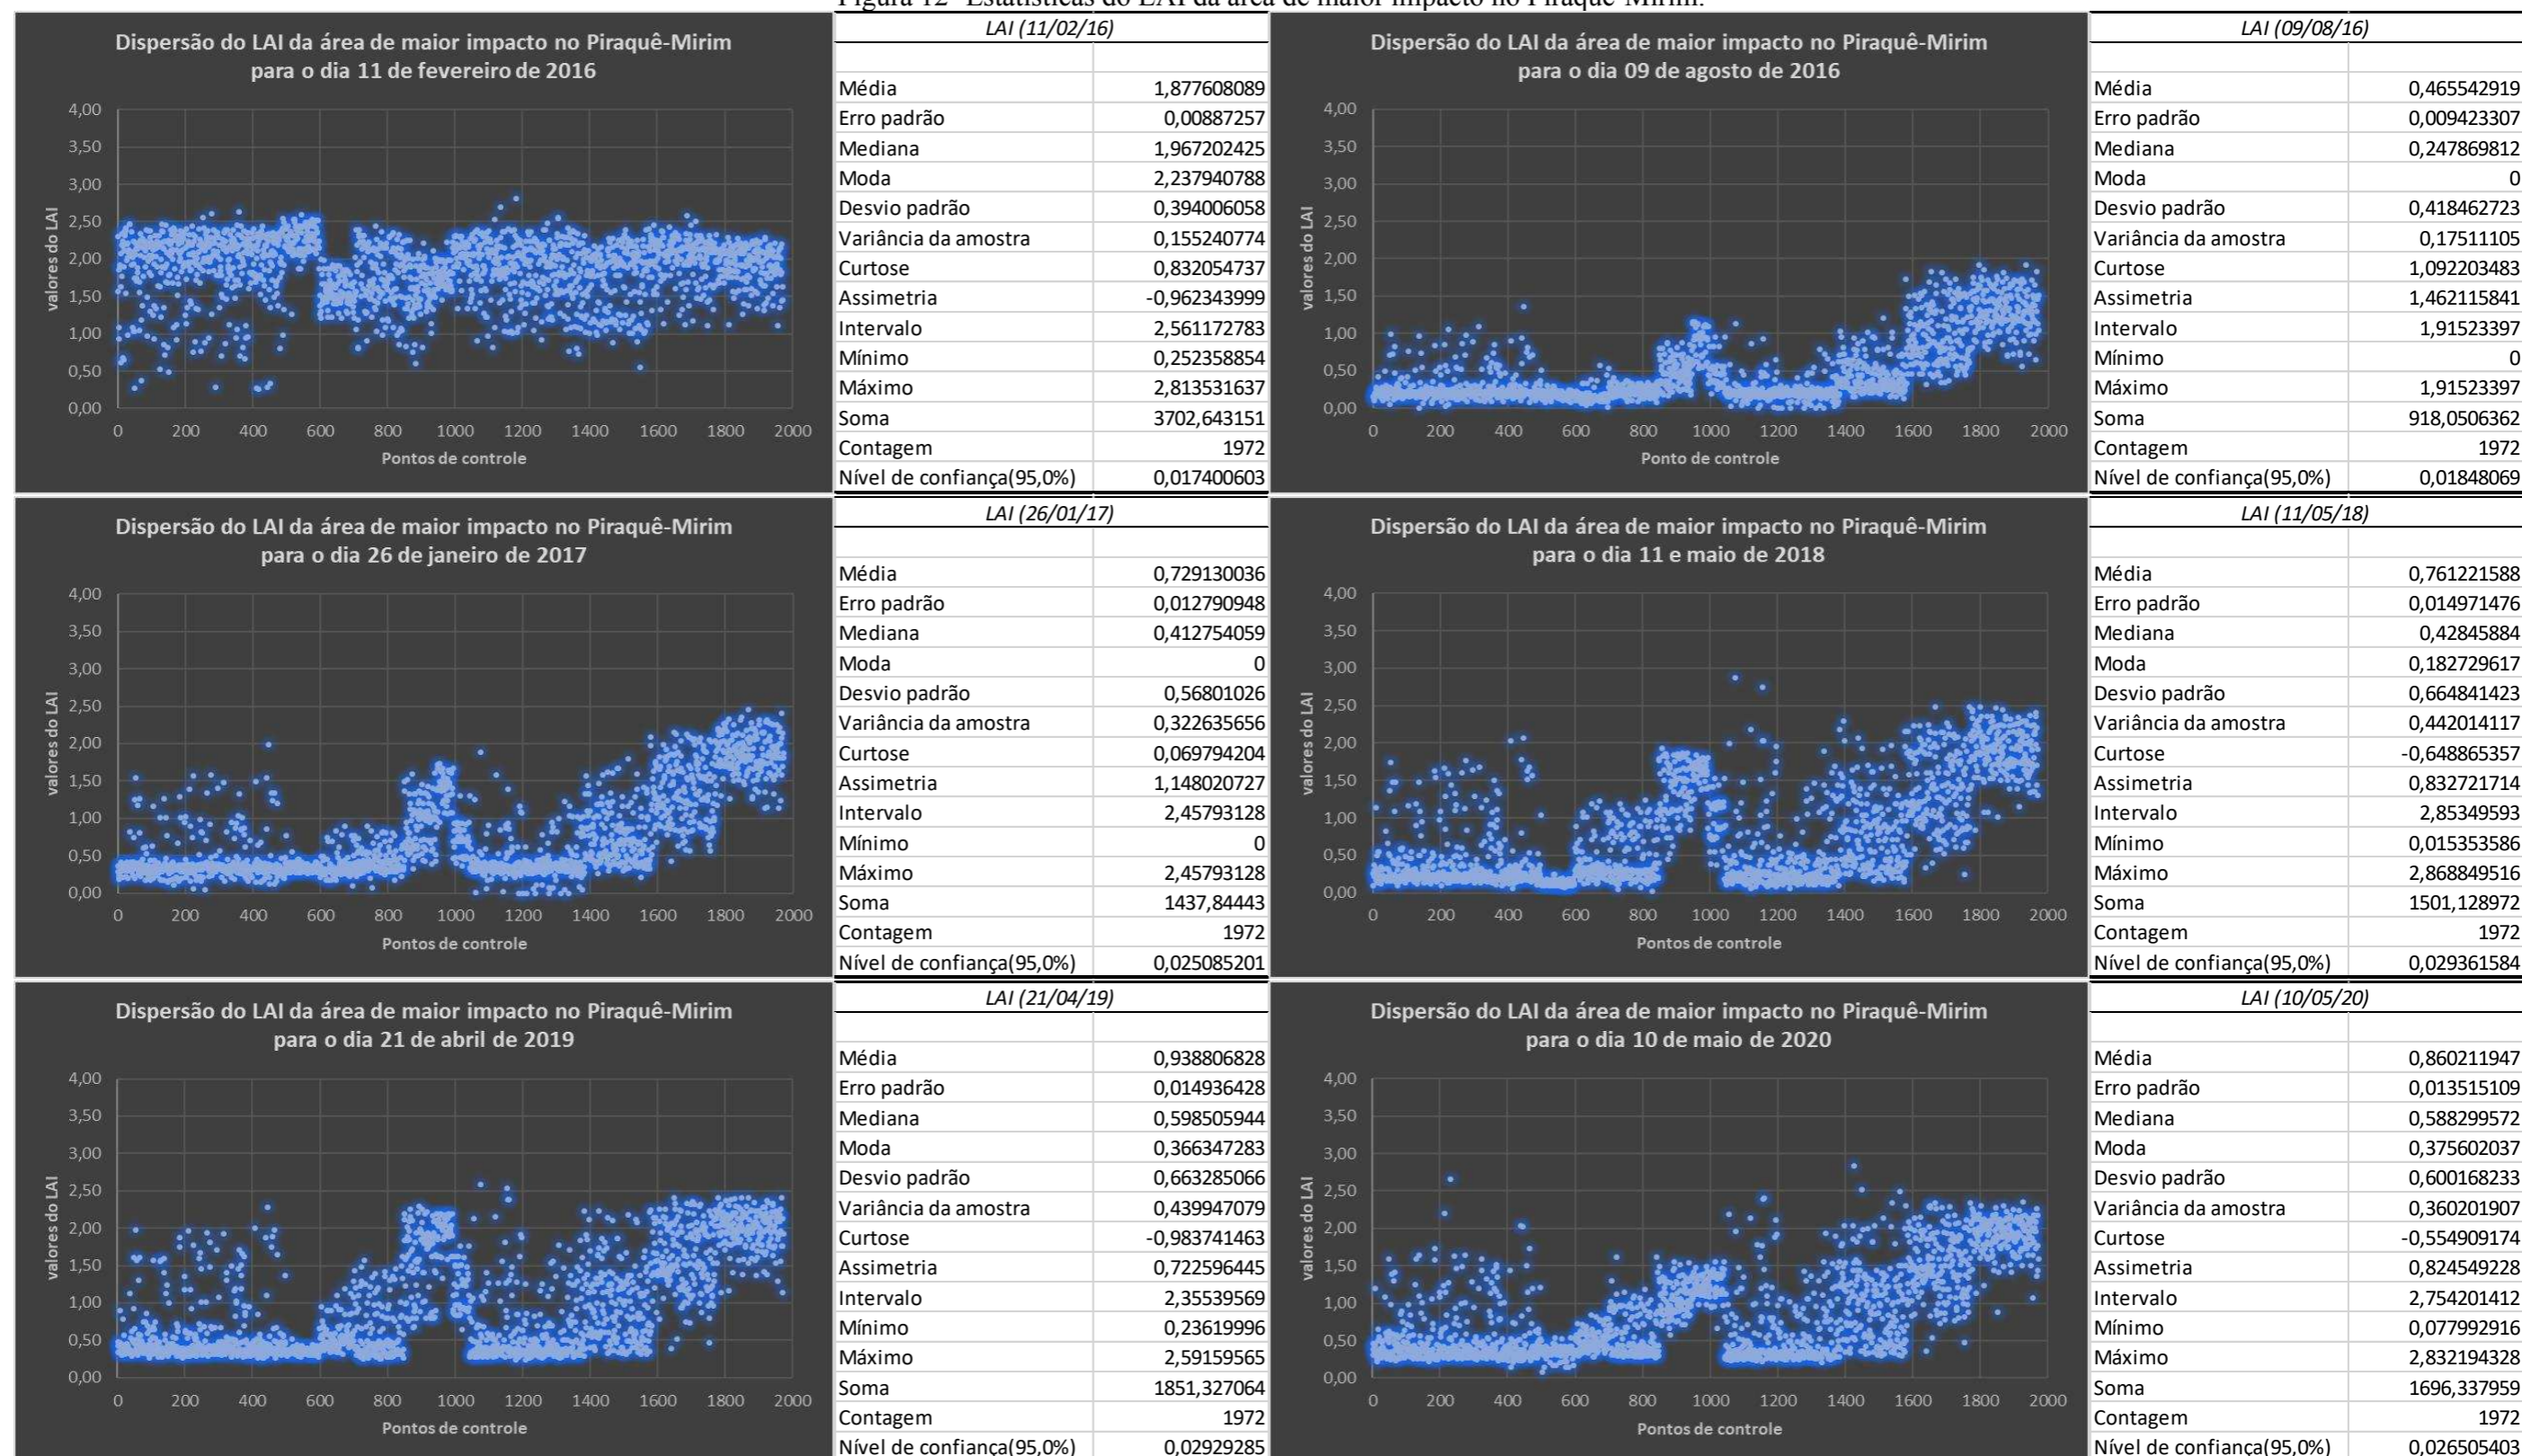 Figura 12- Estatísticas do LAI da área de maior impacto no Piraquê-Mirim.
Dispersão do LAI da área de maior impacto no Piraquê-Mirim
para o dia 11 de fevereiro de 2016
valores do LAI
4,00
3,50
3,00
2,50
2,00
1,50
1,00
0,50
0,00
0 200 400 600 800 1000 1200 1400 1600 1800 2000
Pontos de controle
LAI (11/02/16)
Média 1,877608089
Erro padrão 0,00887257
Mediana 1,967202425
Moda 2,237940788
Desvio padrão 0,394006058
Variância da amostra 0,155240774
Curtose 0,832054737
Assimetria -0,962343999
Intervalo 2,561172783
Mínimo 0,252358854
Máximo 2,813531637
Soma 3702,643151
Contagem 1972
Nível de confiança(95,0%) 0,017400603
Dispersão do LAI da área de maior impacto no Piraquê-Mirim
para o dia 09 de agosto de 2016
valores do LAI
4,00
3,50
3,00
2,50
2,00
1,50
1,00
0,50
0,00
0 200 400 600 800 1000 1200 1400 1600 1800 2000
Ponto de controle
LAI (09/08/16)
Média 0,465542919
Erro padrão 0,009423307
Mediana 0,247869812
Moda 0
Desvio padrão 0,418462723
Variância da amostra 0,17511105
Curtose 1,092203483
Assimetria 1,462115841
Intervalo 1,91523397
Mínimo 0
Máximo 1,91523397
Soma 918,0506362
Contagem 1972
Nível de confiança(95,0%) 0,01848069
Dispersão do LAI da área de maior impacto no Piraquê-Mirim
para o dia 26 de janeiro de 2017
valores do LAI
4,00
3,50
3,00
2,50
2,00
1,50
1,00
0,50
0,00
0 200 400 600 800 1000 1200 1400 1600 1800 2000
Pontos de controle
LAI (26/01/17)
Média 0,729130036
Erro padrão 0,012790948
Mediana 0,412754059
Moda 0
Desvio padrão 0,56801026
Variância da amostra 0,322635656
Curtose 0,069794204
Assimetria 1,148020727
Intervalo 2,45793128
Mínimo 0
Máximo 2,45793128
Soma 1437,84443
Contagem 1972
Nível de confiança(95,0%) 0,025085201
Dispersão do LAI da área de maior impacto no Piraquê-Mirim
para o dia 11 e maio de 2018
valores do LAI
4,00
3,50
3,00
2,50
2,00
1,50
1,00
0,50
0,00
0 200 400 600 800 1000 1200 1400 1600 1800 2000
Pontos de controle
LAI (11/05/18)
Média 0,761221588
Erro padrão 0,014971476
Mediana 0,42845884
Moda 0,182729617
Desvio padrão 0,664841423
Variância da amostra 0,442014117
Curtose -0,648865357
Assimetria 0,832721714
Intervalo 2,85349593
Mínimo 0,015353586
Máximo 2,868849516
Soma 1501,128972
Contagem 1972
Nível de confiança(95,0%) 0,029361584
Dispersão do LAI da área de maior impacto no Piraquê-Mirim
para o dia 21 de abril de 2019
valores do LAI
4,00
3,50
3,00
2,50
2,00
1,50
1,00
0,50
0,00
0 200 400 600 800 1000 1200 1400 1600 1800 2000
Pontos de controle
LAI (21/04/19)
Média 0,938806828
Erro padrão 0,014936428
Mediana 0,598505944
Moda 0,366347283
Desvio padrão 0,663285066
Variância da amostra 0,439947079
Curtose -0,983741463
Assimetria 0,722596445
Intervalo 2,35539569
Mínimo 0,23619996
Máximo 2,59159565
Soma 1851,327064
Contagem 1972
Nível de confiança(95,0%) 0,02929285
Dispersão do LAI da área de maior impacto no Piraquê-Mirim
para o dia 10 de maio de 2020
valores do LAI
4,00
3,50
3,00
2,50
2,00
1,50
1,00
0,50
0,00
0 200 400 600 800 1000 1200 1400 1600 1800 2000
Pontos de controle
LAI (10/05/20)
Média 0,860211947
Erro padrão 0,013515109
Mediana 0,588299572
Moda 0,375602037
Desvio padrão 0,600168233
Variância da amostra 0,360201907
Curtose -0,554909174
Assimetria 0,824549228
Intervalo 2,754201412
Mínimo 0,077992916
Máximo 2,832194328
Soma 1696,337959
Contagem 1972
Nível de confiança(95,0%) 0,026505403